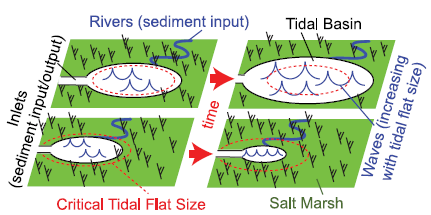 Rivers (sediment input)
Tidal Basin
Inlets
(sediment input/output)
time
Waves (increasing
with tidal flat size)
Critical Tidal Flat Size
Salt Marsh